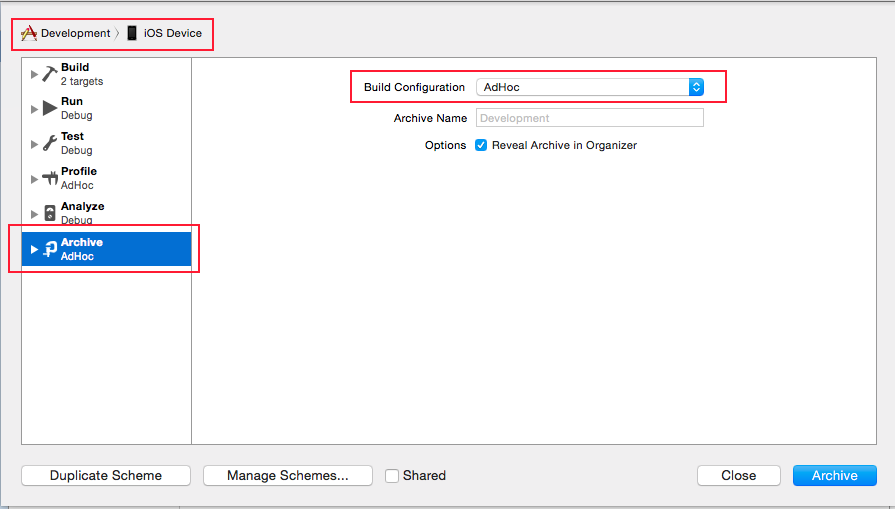 Development 〉 iOS Device
Build
2 targets
Run
Debug
Test
Debug
Profile
AdHoc
Analyze
Debug
Archive
AdHoc
Build Configuration AdHoc
Archive Name Development
Options Reveal Archive in Organizer
Duplicate Scheme Manage Schemes... Shared Close Archive